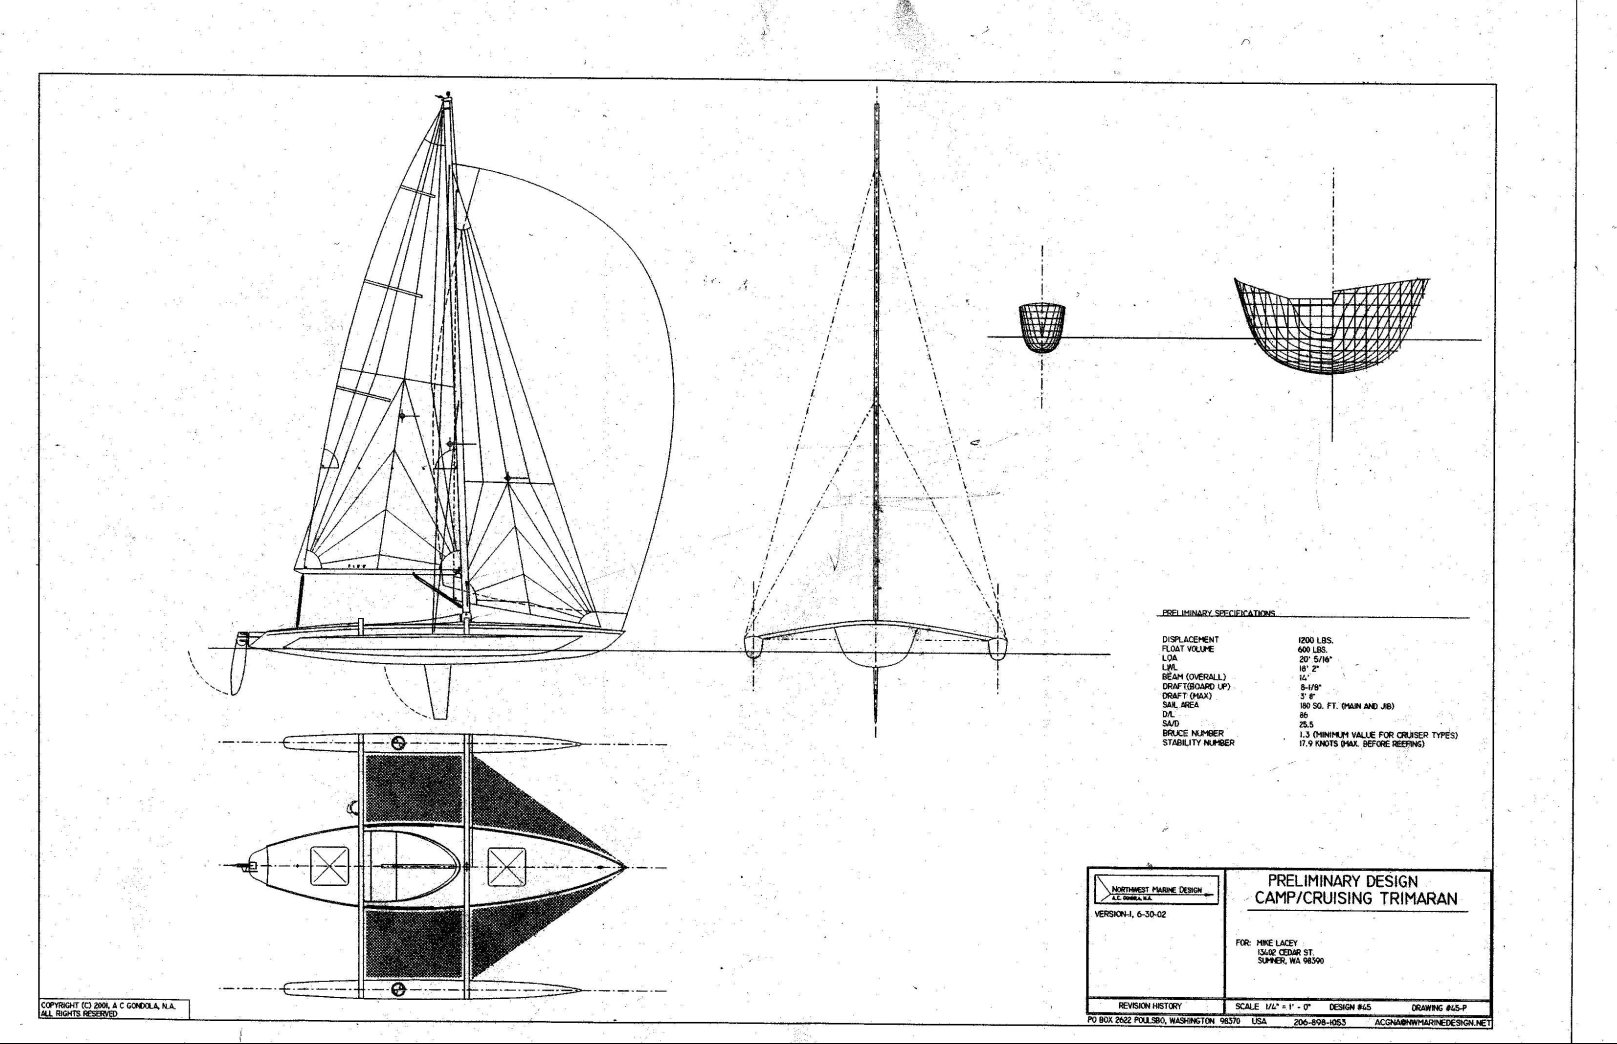 PRELIMINARY SPECIFICATIONS
DISPLACEMENT 1200 LBS.
FLOAT VOLUME 600 LBS.
LOA 20' 5/16"
LWL 18' 2"
BEAM (OVERALL) 14'
DRAFT(BOARD UP) 8-1/8"
DRAFT (MAX) 3' 8"
SAIL AREA 180 SQ. FT. (MAIN AND JIB)
D/L 86
SA/D 25.5
BRUCE NUMBER 1.3 (MINIMUM VALUE FOR CRUISER TYPES)
STABILITY NUMBER 17.9 KNOTS (MAX. BEFORE REEFING)
NORTHWEST MARINE DESIGN
A.C. GONDOLA, N.A.
VERSION-1, 6-30-02
PRELIMINARY DESIGN
CAMP/CRUISING TRIMARAN
FOR: MIKE LACEY
13602 CEDAR ST.
SUMNER, WA 98390
REVISION HISTORY
SCALE 1/4" = 1' - 0" DESIGN #45 DRAWING #45-P
PO BOX 2622 POULSBO, WASHINGTON 98370 USA 206-898-1053 ACGNA@NWMARINEDESIGN.NET
COPYRIGHT (C) 2001, A C GONDOLA, N.A.
ALL RIGHTS RESERVED